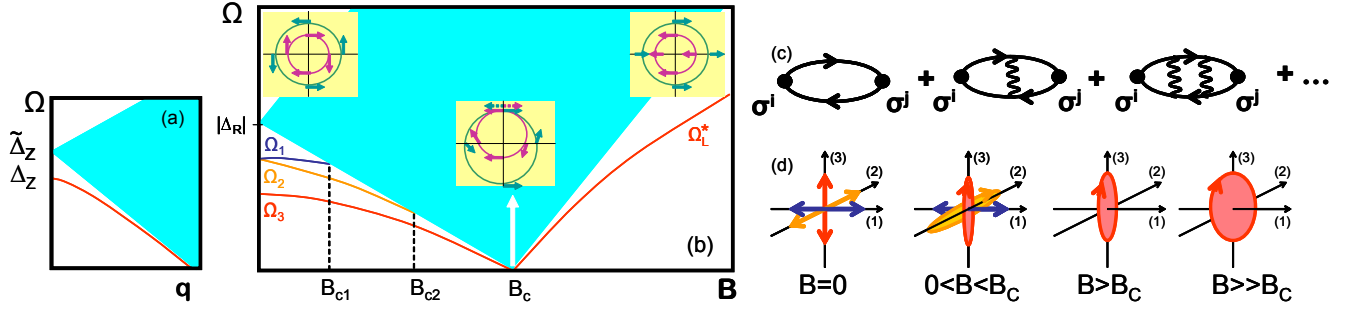 Ω
(a)
Δ̃Z
ΔZ
q
Ω
|ΔR|
Ω1
Ω2
Ω3
Ω*L
(b)
Bc1
Bc2
Bc
B
(c)
σi
+
σj
σi
+
σj
σi
+ ...
σj
(d)
(3)
(2)
(1)
B=0
(3)
(2)
(1)
0<B<BC
(3)
(2)
(1)
B>BC
(3)
(2)
(1)
B>>BC